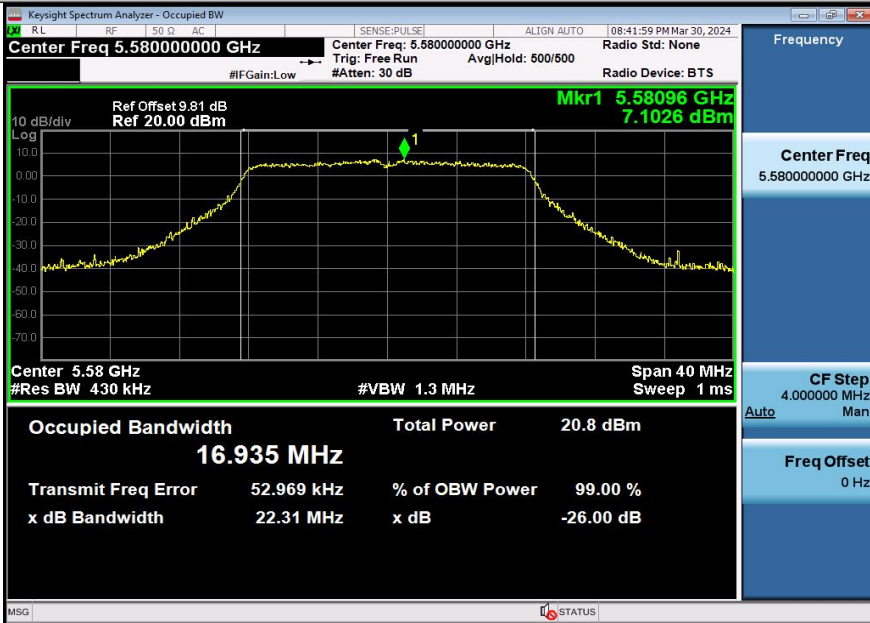 Keysight Spectrum Analyzer - Occupied BW
LXI RL RF 50 Ω AC SENSE:PULSE ALIGN AUTO 08:41:59 PM Mar 30, 2024
Center Freq 5.580000000 GHz
Center Freq: 5.580000000 GHz
Radio Std: None
Trig: Free Run Avg|Hold: 500/500
#IFGain:Low
#Atten: 30 dB
Radio Device: BTS
Frequency
Ref Offset 9.81 dB
Mkr1 5.58096 GHz
10 dB/div Ref 20.00 dBm
7.1026 dBm
Log
1
10.0
0.00
-10.0
-20.0
-30.0
-40.0
-50.0
-60.0
-70.0
Center 5.58 GHz
Span 40 MHz
#Res BW 430 kHz
#VBW 1.3 MHz
Sweep 1 ms
Center Freq
5.580000000 GHz
CF Step
4.000000 MHz
Auto Man
Freq Offset
0 Hz
Occupied Bandwidth
Total Power 20.8 dBm
16.935 MHz
Transmit Freq Error 52.969 kHz
% of OBW Power 99.00 %
x dB Bandwidth 22.31 MHz
x dB -26.00 dB
MSG
STATUS